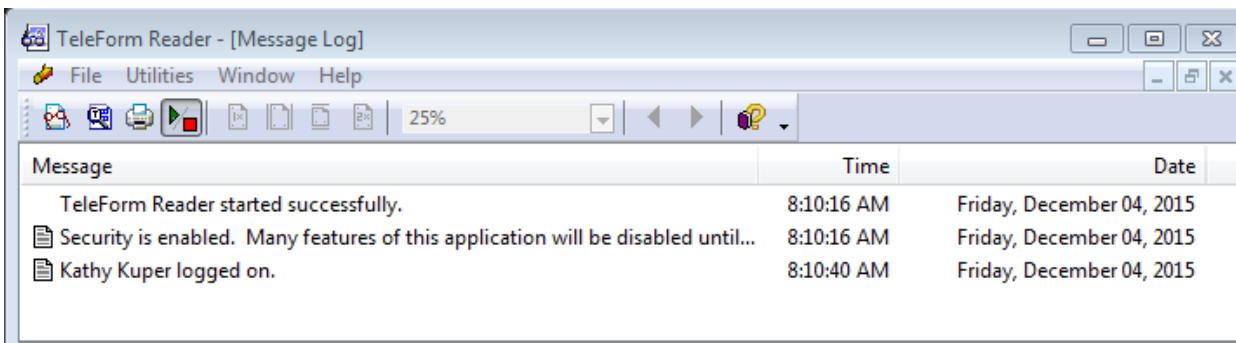 TeleForm Reader - [Message Log]
File Utilities Window Help
25%
Message Time Date
TeleForm Reader started successfully. 8:10:16 AM Friday, December 04, 2015
Security is enabled.  Many features of this application will be disabled until... 8:10:16 AM Friday, December 04, 2015
Kathy Kuper logged on. 8:10:40 AM Friday, December 04, 2015